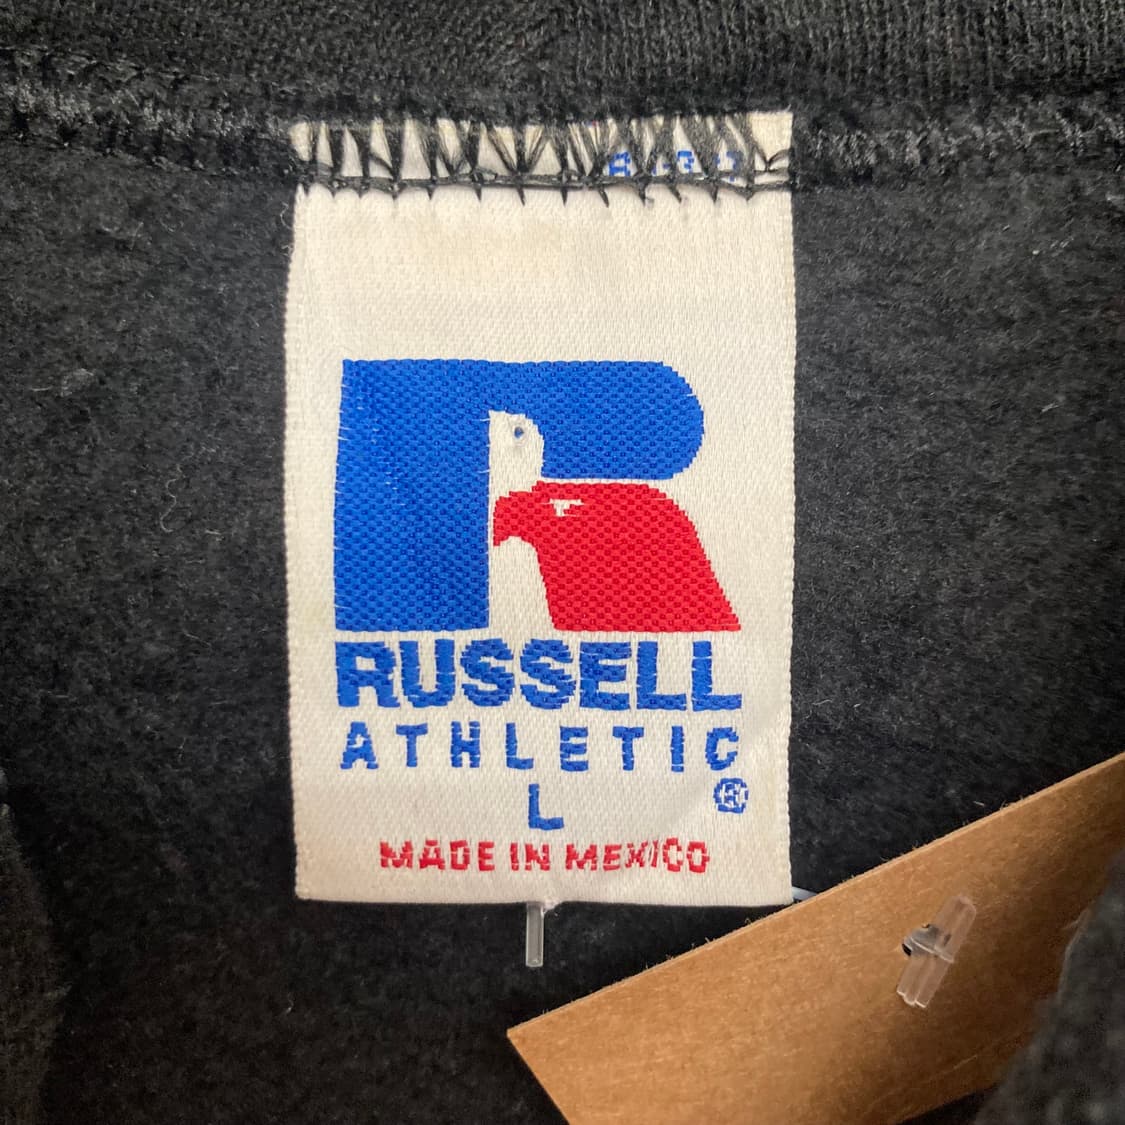 RUSSELL
ATHLETIC
®
L
MADE IN MEXICO